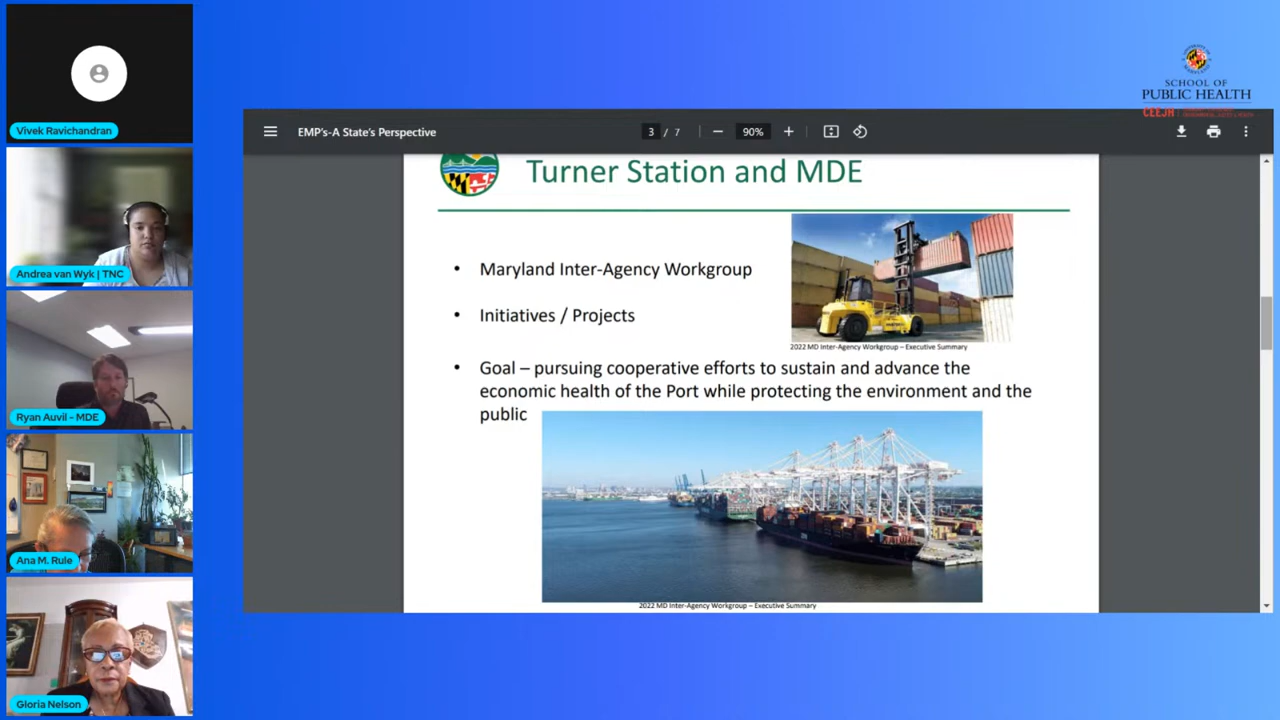 Vivek Ravichandran
Andrea van Wyk | TNC
Ryan Auvil - MDE
Ana M. Rule
Gloria Nelson
SCHOOL OF
PUBLIC HEALTH
CEEJH
EMP's-A State's Perspective
3 / 7
90%
Turner Station and MDE
• Maryland Inter-Agency Workgroup
• Initiatives / Projects
2022 MD Inter-Agency Workgroup – Executive Summary
• Goal – pursuing cooperative efforts to sustain and advance the
economic health of the Port while protecting the environment and the
public
2022 MD Inter-Agency Workgroup – Executive Summary